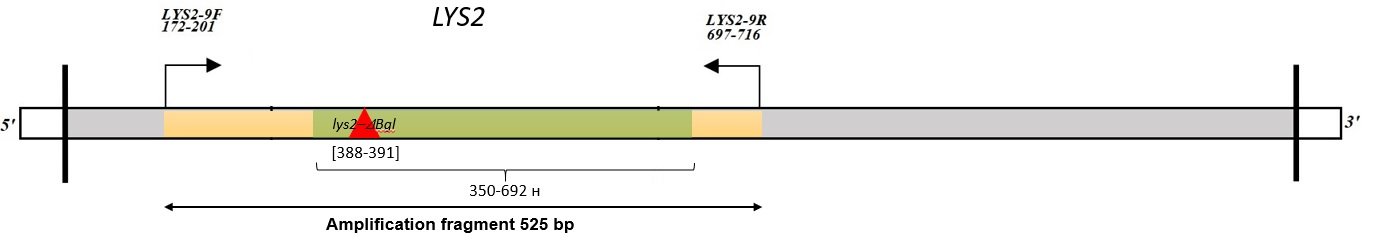 LYS2-9F
172-201
LYS2
LYS2-9R
697-716
5'
lys2–ΔBgl
3'
[388-391]
350-692 н
Amplification fragment 525 bp